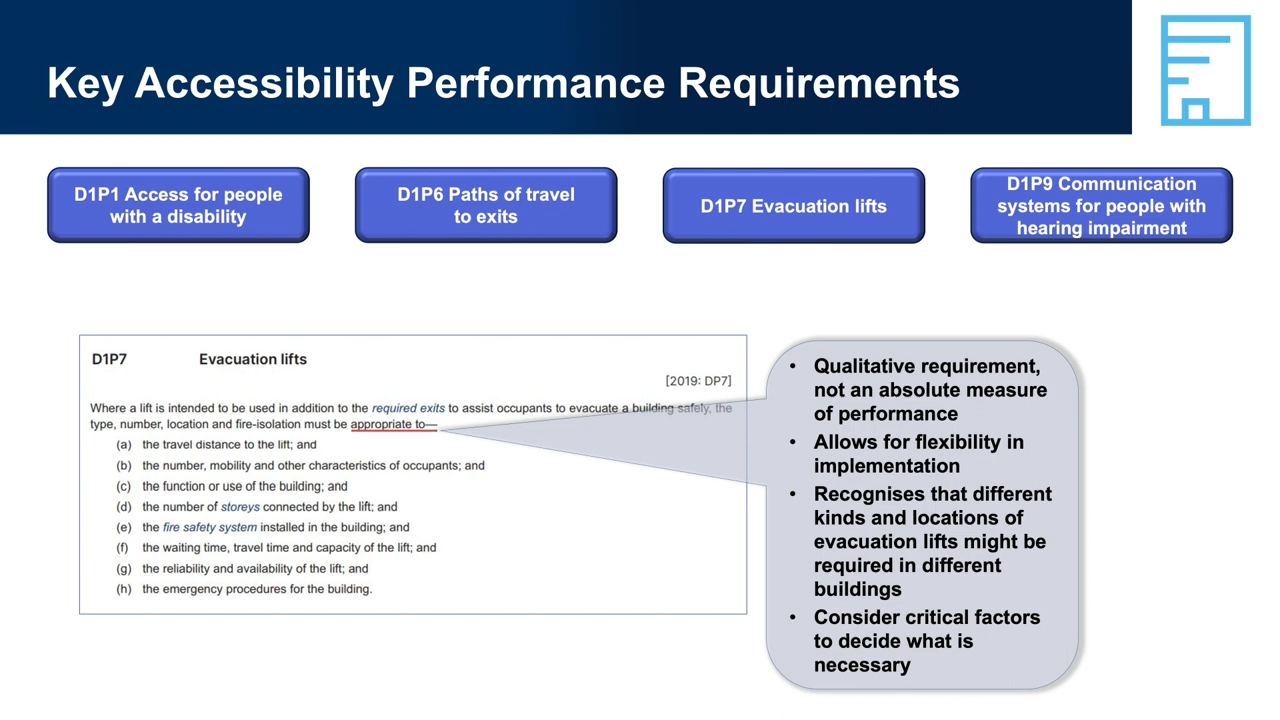 Key Accessibility Performance Requirements
D1P1 Access for people
with a disability
D1P6 Paths of travel
to exits
D1P7 Evacuation lifts
D1P9 Communication
systems for people with
hearing impairment
D1P7 Evacuation lifts
[2019: DP7]
Where a lift is intended to be used in addition to the required exits to assist occupants to evacuate a building safely, the
type, number, location and fire-isolation must be appropriate to—
(a) the travel distance to the lift; and
(b) the number, mobility and other characteristics of occupants; and
(c) the function or use of the building; and
(d) the number of storeys connected by the lift; and
(e) the fire safety system installed in the building; and
(f) the waiting time, travel time and capacity of the lift; and
(g) the reliability and availability of the lift; and
(h) the emergency procedures for the building.
• Qualitative requirement,
not an absolute measure
of performance
• Allows for flexibility in
implementation
• Recognises that different
kinds and locations of
evacuation lifts might be
required in different
buildings
• Consider critical factors
to decide what is
necessary